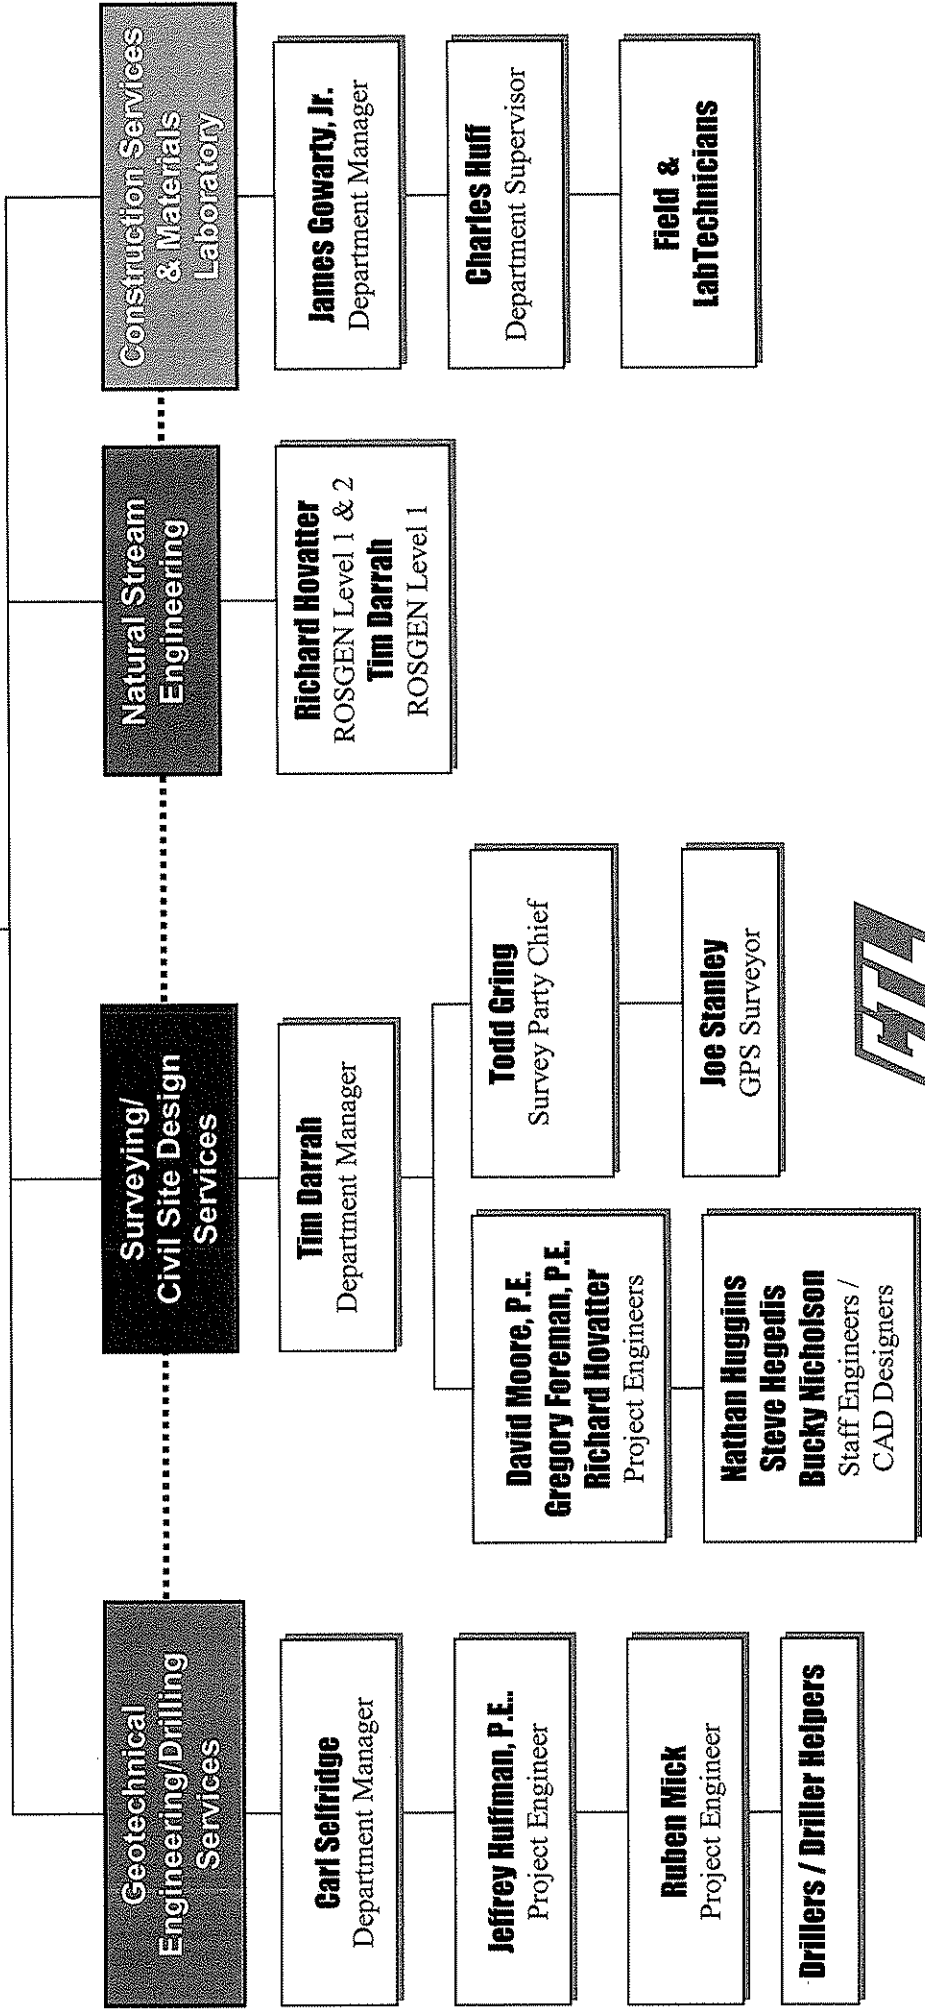 Geotechnical
Engineering/Drilling
Services
Carl Selfridge
Department Manager
Jeffrey Huffman, P.E..
Project Engineer
Ruben Mick
Project Engineer
Drillers / Driller Helpers
Surveying/
Civil Site Design
Services
Tim Darrah
Department Manager
David Moore, P.E.
Gregory Foreman, P.E.
Richard Hovatter
Project Engineers
Nathan Huggins
Steve Hegedis
Bucky Nicholson
Staff Engineers /
CAD Designers
Todd Gring
Survey Party Chief
Joe Stanley
GPS Surveyor
Natural Stream
Engineering
Richard Hovatter
ROSGEN Level 1 & 2
Tim Darrah
ROSGEN Level 1
Construction Services
& Materials
Laboratory
James Gowarty, Jr.
Department Manager
Charles Huff
Department Supervisor
Field &
LabTechnicians